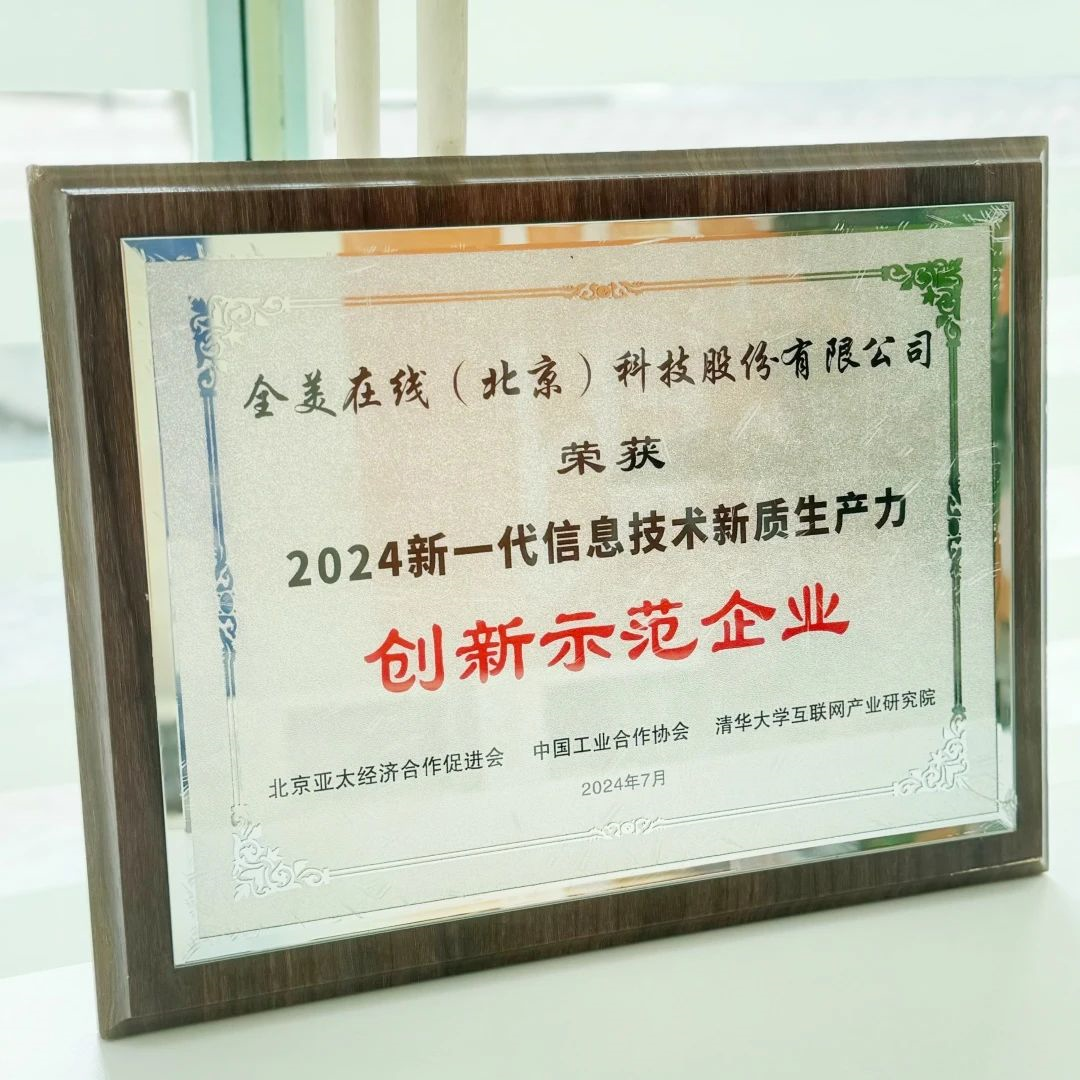 全美在线（北京）科技股份有限公司
荣获
2024新一代信息技术新质生产力
创新示范企业
北京亚太经济合作促进会 中国工业合作协会 清华大学互联网产业研究院
2024年7月